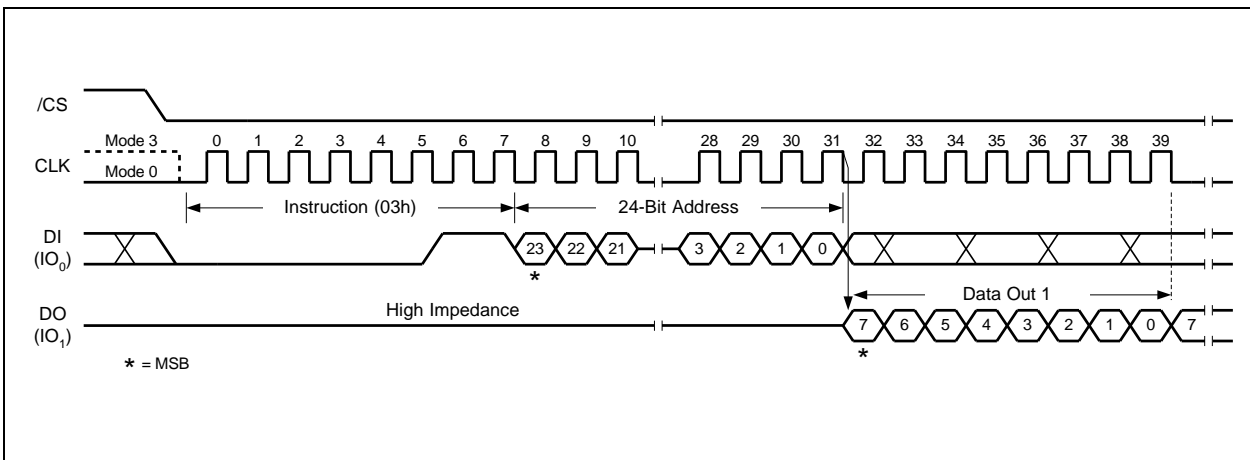 /CS
Mode 3 0 1 2 3 4 5 6 7 8 9 10 28 29 30 31 32 33 34 35 36 37 38 39
CLK
Mode 0
Instruction (03h) 24-Bit Address
DI
(IO₀)
23 22 21 3 2 1 0
*
Data Out 1
High Impedance
DO
(IO₁)
7 6 5 4 3 2 1 0 7
*
* = MSB